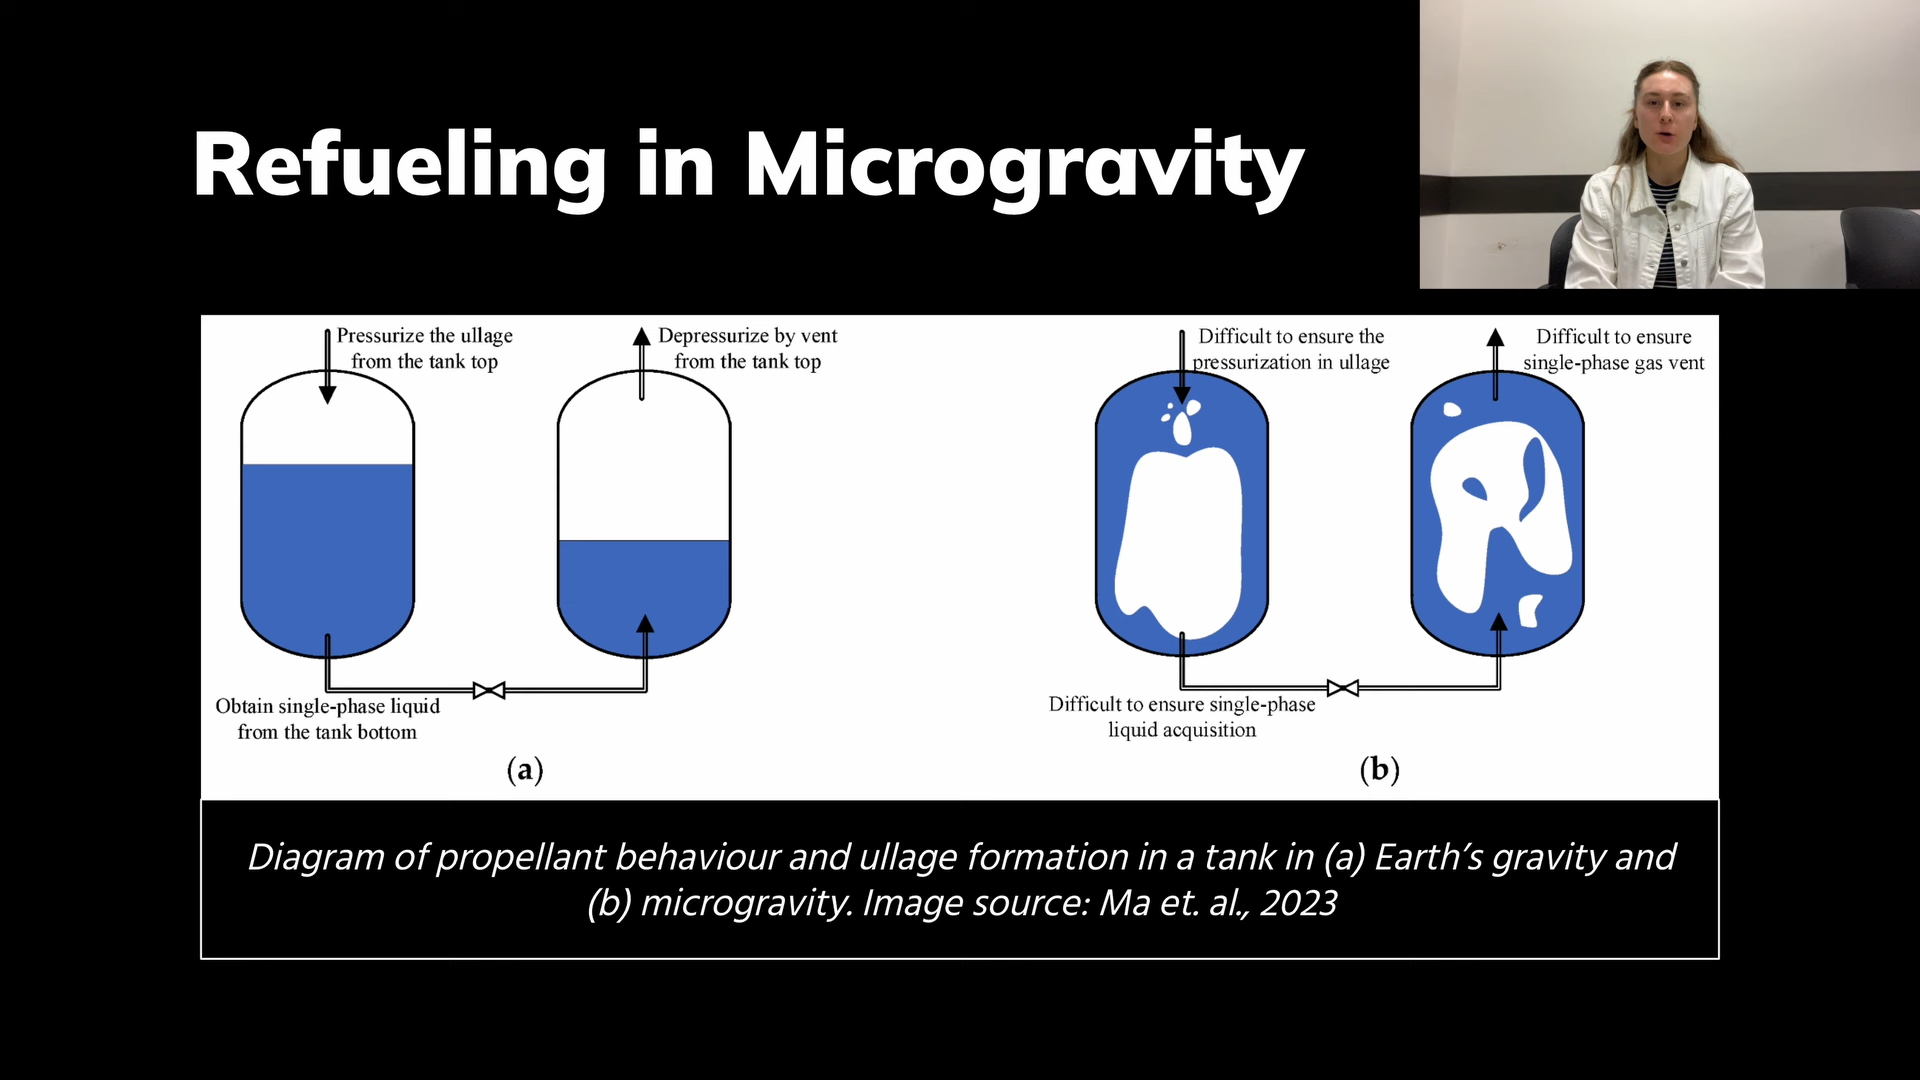 Refueling in Microgravity
Pressurize the ullage
from the tank top
Depressurize by vent
from the tank top
Obtain single-phase liquid
from the tank bottom
(a)
Difficult to ensure the
pressurization in ullage
Difficult to ensure
single-phase gas vent
Difficult to ensure single-phase
liquid acquisition
(b)
Diagram of propellant behaviour and ullage formation in a tank in (a) Earth's gravity and
(b) microgravity. Image source: Ma et. al., 2023